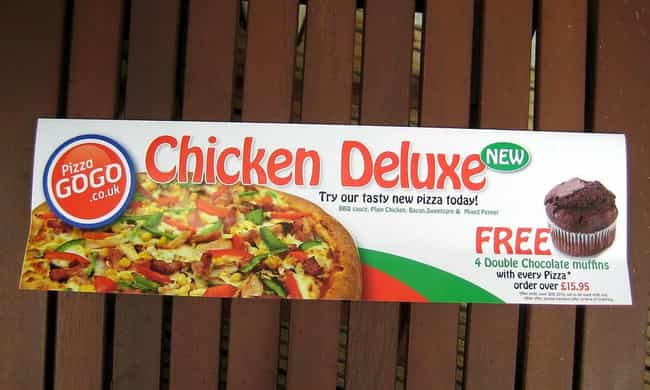 Pizza
GOGO
.co.uk
Chicken Deluxe
NEW
Try our tasty new pizza today!
BBQ sauce, Plain Chicken, Bacon, Sweetcorn & Mixed Pepper
FREE
4 Double Chocolate muffins
with every Pizza*
order over £15.95